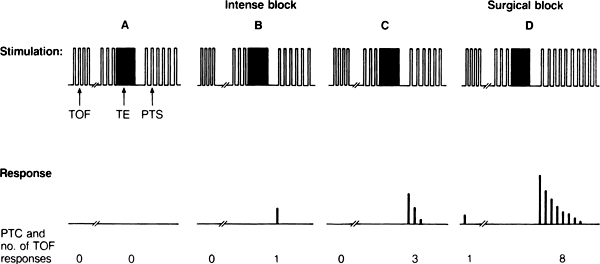 Intense block Surgical block
A B C D
Stimulation:
TOF TE PTS
Response
PTC and
no. of TOF
responses 0 0 0 1 0 3 1 8